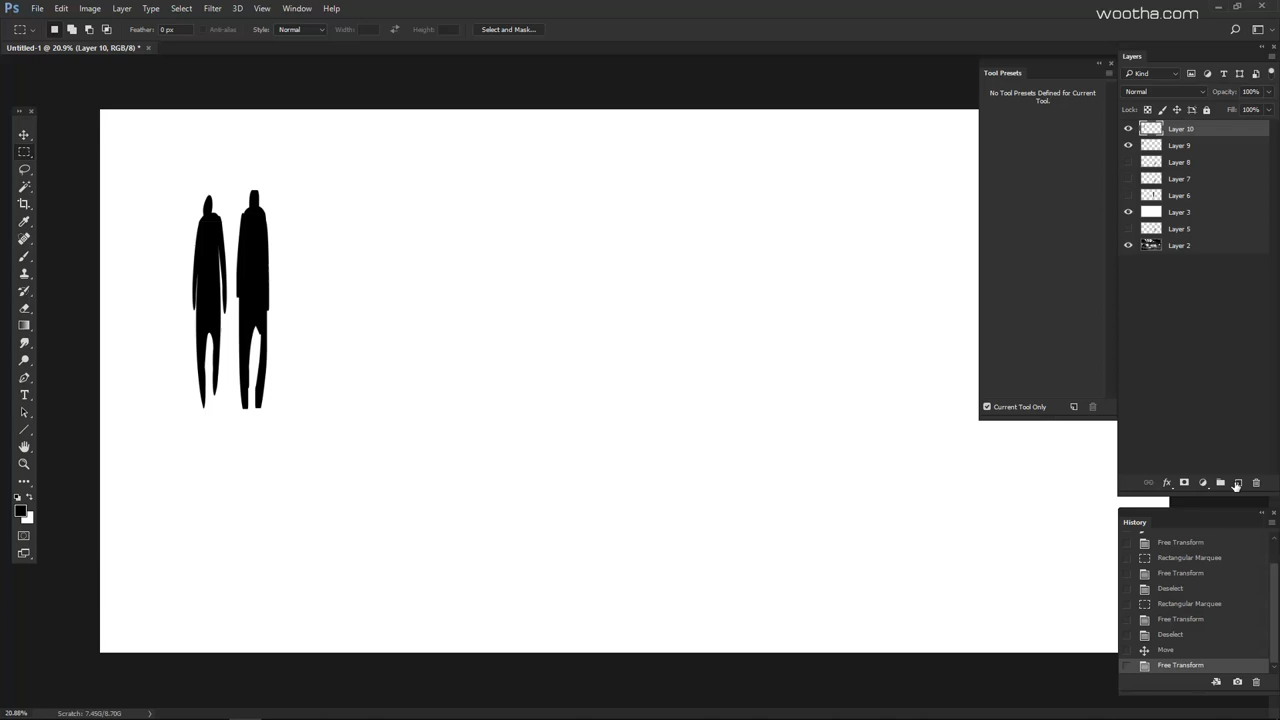 wootha.com
Ps File Edit Image Layer Type Select Filter 3D View Window Help
Feather: 0 px Anti-alias Style: Normal Width: Height: Select and Mask...
Untitled-1 @ 20.9% (Layer 10, RGB/8) *
Layers
Tool Presets
Kind
No Tool Presets Defined for Current
Tool.
Normal Opacity: 100%
Lock: Fill: 100%
Layer 10
Layer 9
Layer 8
Layer 7
Layer 6
Layer 3
Layer 5
Layer 2
Current Tool Only
fx
History
Free Transform
Rectangular Marquee
Free Transform
Deselect
Rectangular Marquee
Free Transform
Deselect
Move
Free Transform
20.88% Scratch: 7.45G/8.70G